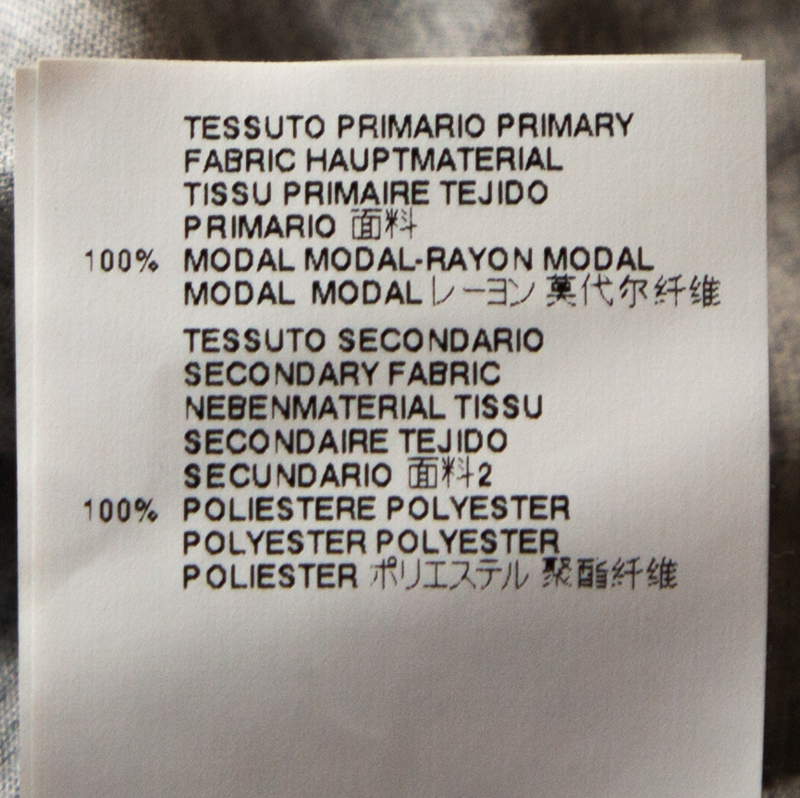 TESSUTO PRIMARIO PRIMARY
FABRIC HAUPTMATERIAL
TISSU PRIMAIRE TEJIDO
PRIMARIO 面料
100% MODAL MODAL-RAYON MODAL
MODAL MODAL レーヨン 莫代尔纤维
TESSUTO SECONDARIO
SECONDARY FABRIC
NEBENMATERIAL TISSU
SECONDAIRE TEJIDO
SECUNDARIO 面料2
100% POLIESTERE POLYESTER
POLYESTER POLYESTER
POLIESTER ポリエステル 聚酯纤维